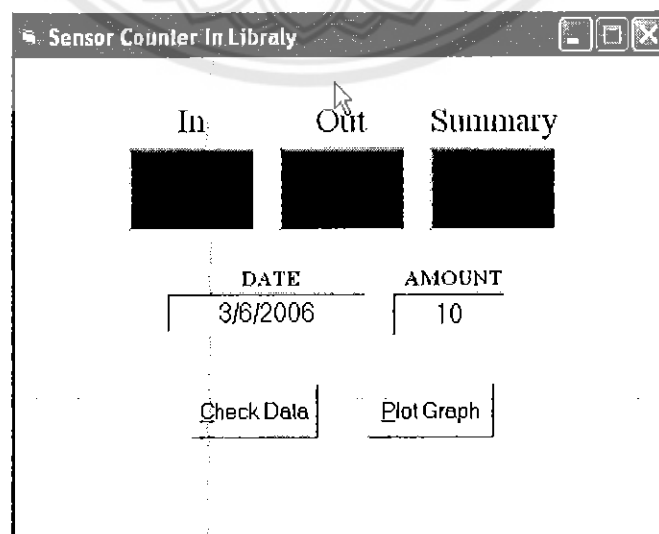 Sensor Counter In Libraly
In Out Summary
DATE AMOUNT
3/6/2006 10
Check Data Plot Graph